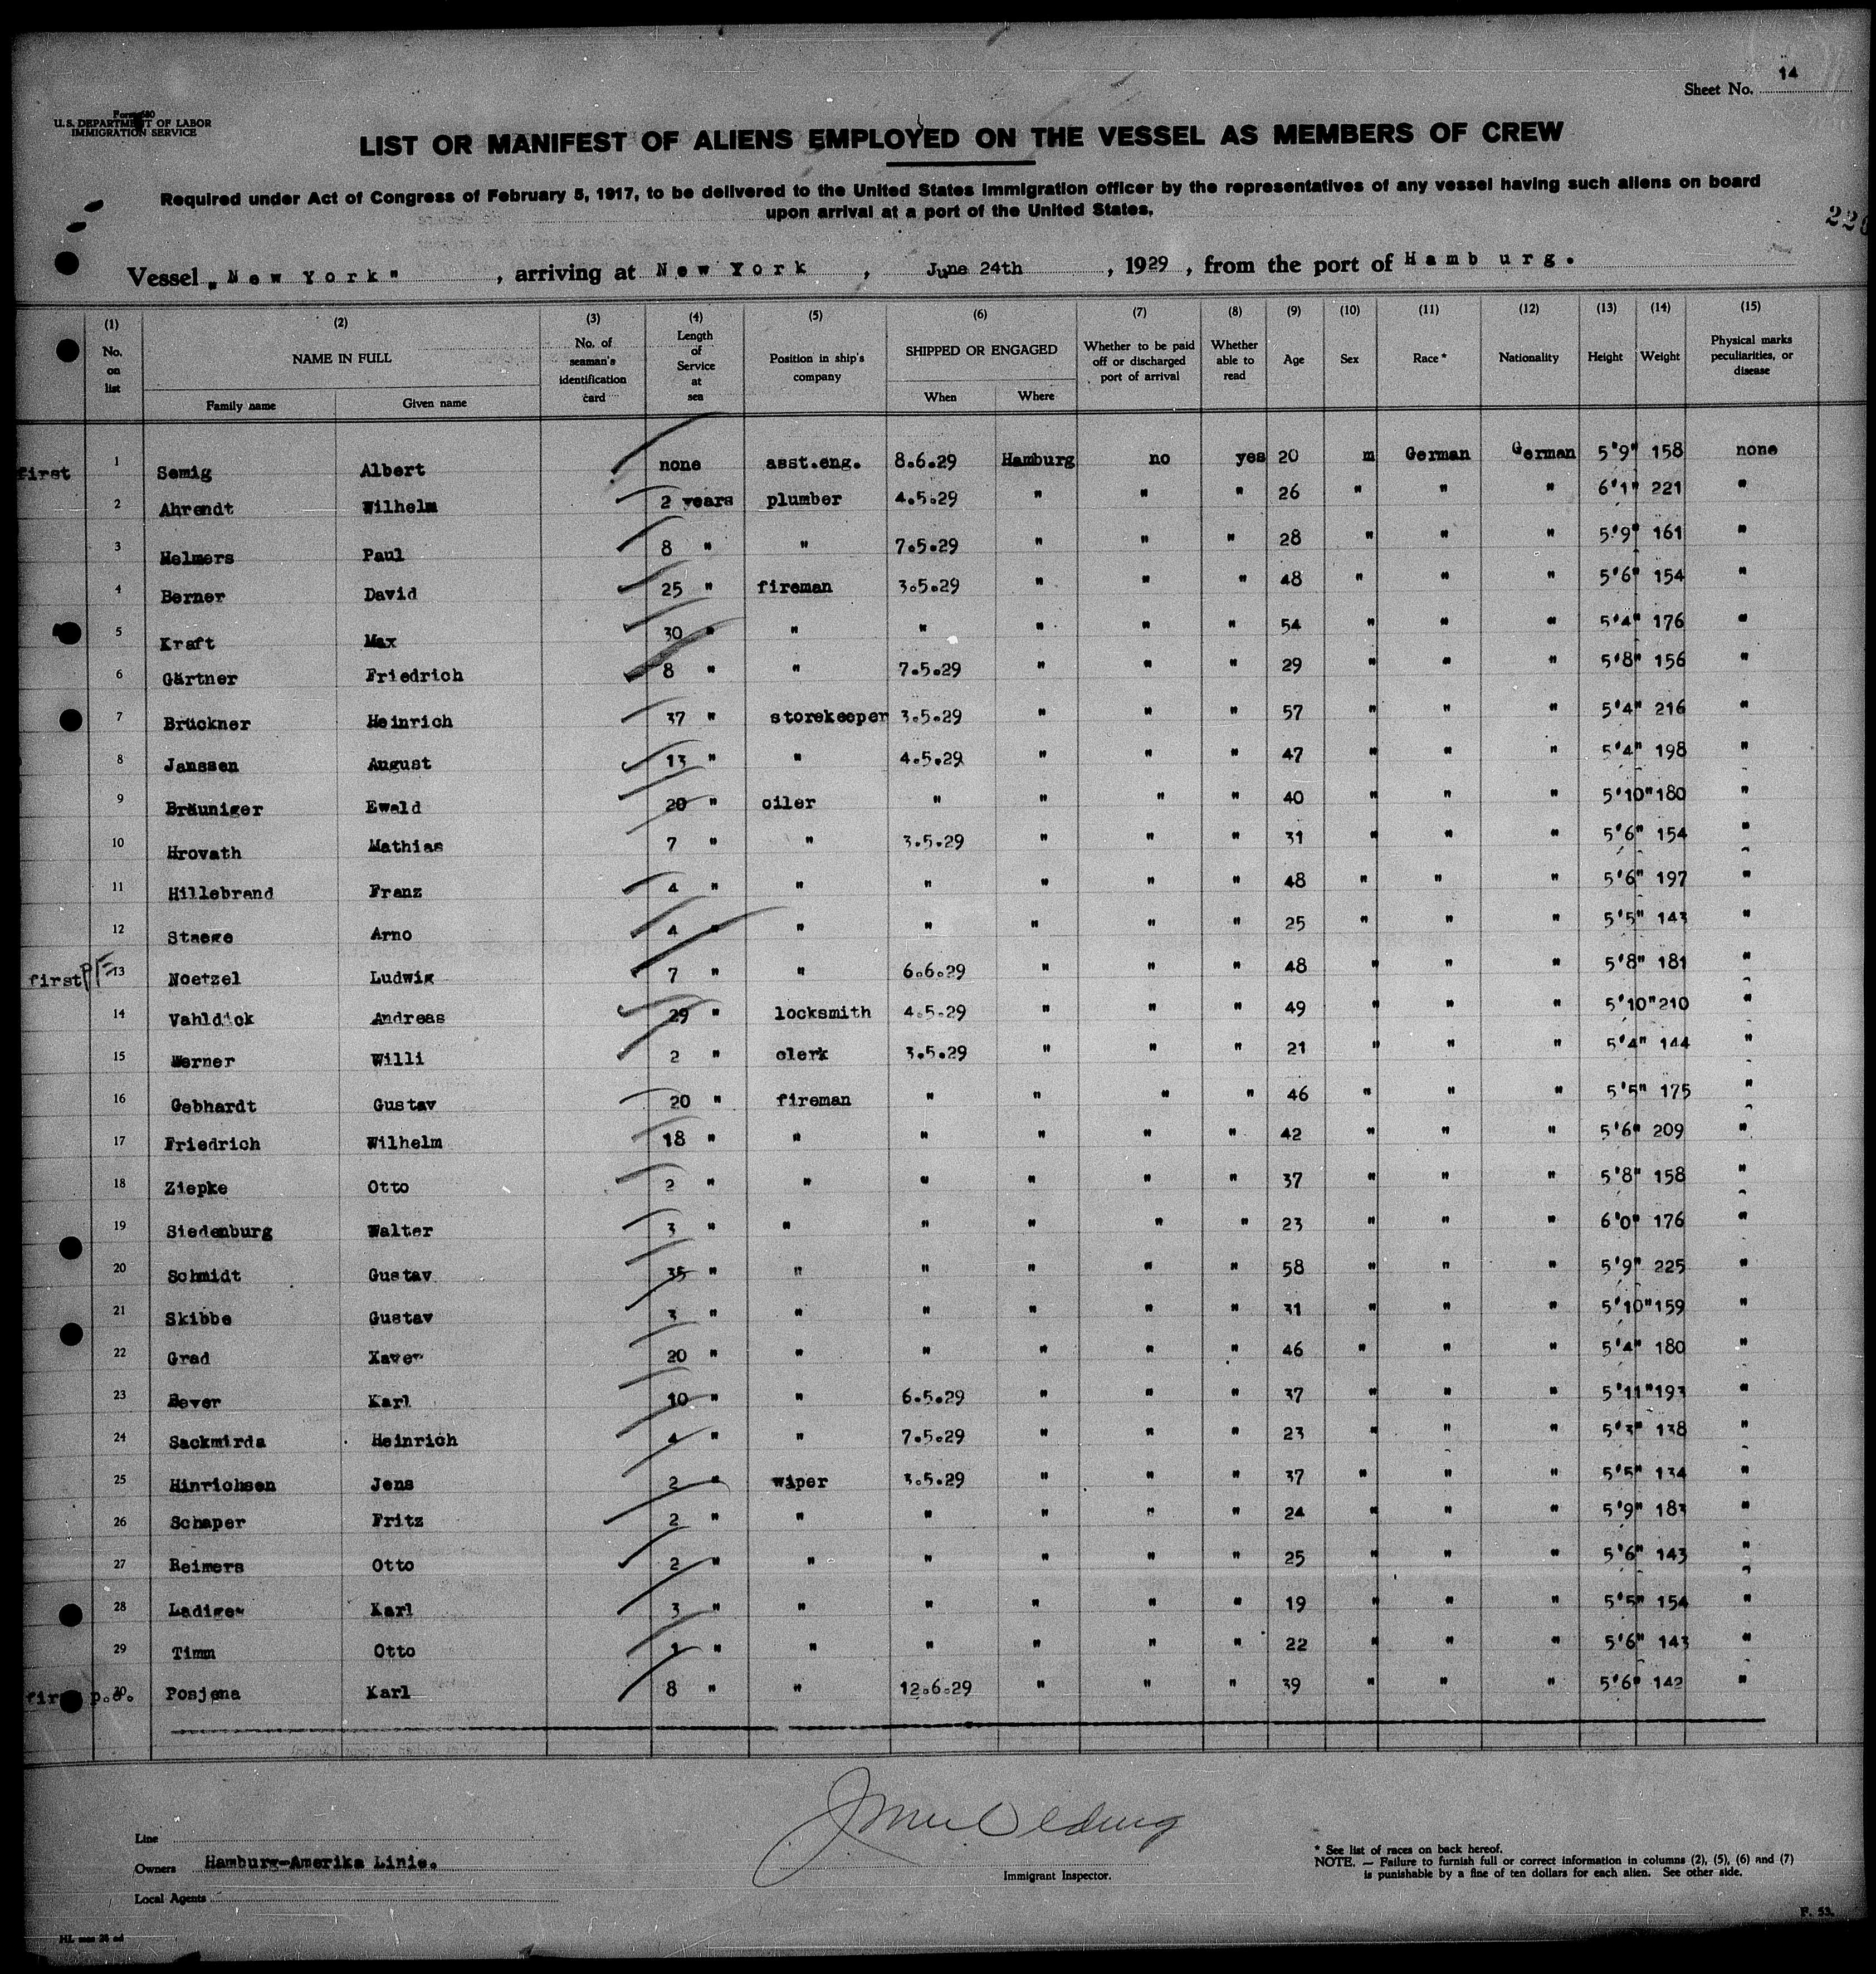 Sheet No. 14
U.S. DEPARTMENT OF LABOR
IMMIGRATION SERVICE
LIST OR MANIFEST OF ALIENS EMPLOYED ON THE VESSEL AS MEMBERS OF CREW
Required under Act of Congress of February 5, 1917, to be delivered to the United States immigration officer by the representatives of any vessel having such aliens on board
upon arrival at a port of the United States.
Vessel „New York" , arriving at New York , June 24th , 1929 , from the port of Hamburg.
(1) (2) (3) (4) (5) (6) (7) (8) (9) (10) (11) (12) (13) (14) (15)
No. on list NAME IN FULL No. of seaman's identification card Length of Service at sea Position in ship's company SHIPPED OR ENGAGED Whether to be paid off or discharged port of arrival Whether able to read Age Sex Race * Nationality Height Weight Physical marks peculiarities, or disease
Family name Given name When Where
first 1 Semig Albert none asst.eng. 8.6.29 Hamburg no yes 20 m German German 5'9" 158 none
2 Ahrendt Wilhelm 2 years plumber 4.5.29 " " " 26 " " " 6'1" 221 "
3 Helmers Paul 8 " " 7.5.29 " " " 28 " " " 5'9" 161 "
4 Berner David 25 " fireman 3.5.29 " " " 48 " " " 5'6" 154 "
5 Kraft Max 30 " " " " " " 54 " " " 5'4" 176 "
6 Gärtner Friedrich 8 " " 7.5.29 " " " 29 " " " 5'8" 156 "
7 Brückner Heinrich 37 " storekeeper 3.5.29 " " " 57 " " " 5'4" 216 "
8 Janssen August 13 " " 4.5.29 " " " 47 " " " 5'4" 198 "
9 Bräuniger Ewald 20 " oiler " " " " 40 " " " 5'10" 180 "
10 Hrovath Mathias 7 " " 3.5.29 " " " 31 " " " 5'6" 154 "
11 Hillebrand Franz 4 " " " " " " 48 " " " 5'6" 197 "
12 Staege Arno 4 " " " " " " 25 " " " 5'5" 143 "
first 13 Noetzel Ludwig 7 " " 6.6.29 " " " 48 " " " 5'8" 181 "
14 Vahldick Andreas 29 " locksmith 4.5.29 " " " 49 " " " 5'10" 210 "
15 Werner Willi 2 " clerk 3.5.29 " " " 21 " " " 5'4" 144 "
16 Gebhardt Gustav 20 " fireman " " " " 46 " " " 5'5" 175 "
17 Friedrich Wilhelm 18 " " " " " " 42 " " " 5'6" 209 "
18 Ziepke Otto 2 " " " " " " 37 " " " 5'8" 158 "
19 Siedenburg Walter 3 " " " " " " 23 " " " 6'0" 176 "
20 Schmidt Gustav 35 " " " " " " 58 " " " 5'9" 225 "
21 Skibbe Gustav 3 " " " " " " 31 " " " 5'10" 159 "
22 Grad Xaver 20 " " " " " " 46 " " " 5'4" 180 "
23 Bever Karl 10 " " 6.5.29 " " " 37 " " " 5'11" 193 "
24 Sackmirda Heinrich 4 " " 7.5.29 " " " 23 " " " 5'3" 138 "
25 Hinrichsen Jens 2 " wiper 3.5.29 " " " 37 " " " 5'5" 134 "
26 Schaper Fritz 2 " " " " " " 24 " " " 5'9" 183 "
27 Reimers Otto 2 " " " " " " 25 " " " 5'6" 143 "
28 Ladiges Karl 3 " " " " " " 19 " " " 5'5" 154 "
29 Timm Otto 1 " " " " " " 22 " " " 5'6" 143 "
first p.e. 30 Posjena Karl 8 " " 12.6.29 " " " 39 " " " 5'6" 142 "
Line
Owners Hamburg-Amerika Linie.
Local Agents
Immigrant Inspector.
* See list of races on back hereof.
NOTE. — Failure to furnish full or correct information in columns (2), (5), (6) and (7)
is punishable by a fine of ten dollars for each alien. See other side.
F. 53.